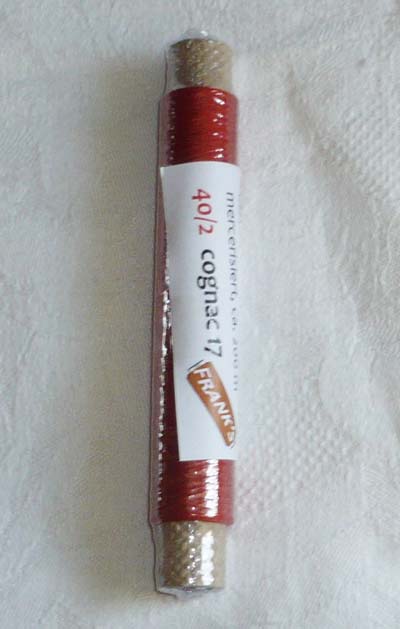 mercerisiert, ca. 200 m
40/2 cognac 17
FRANK's